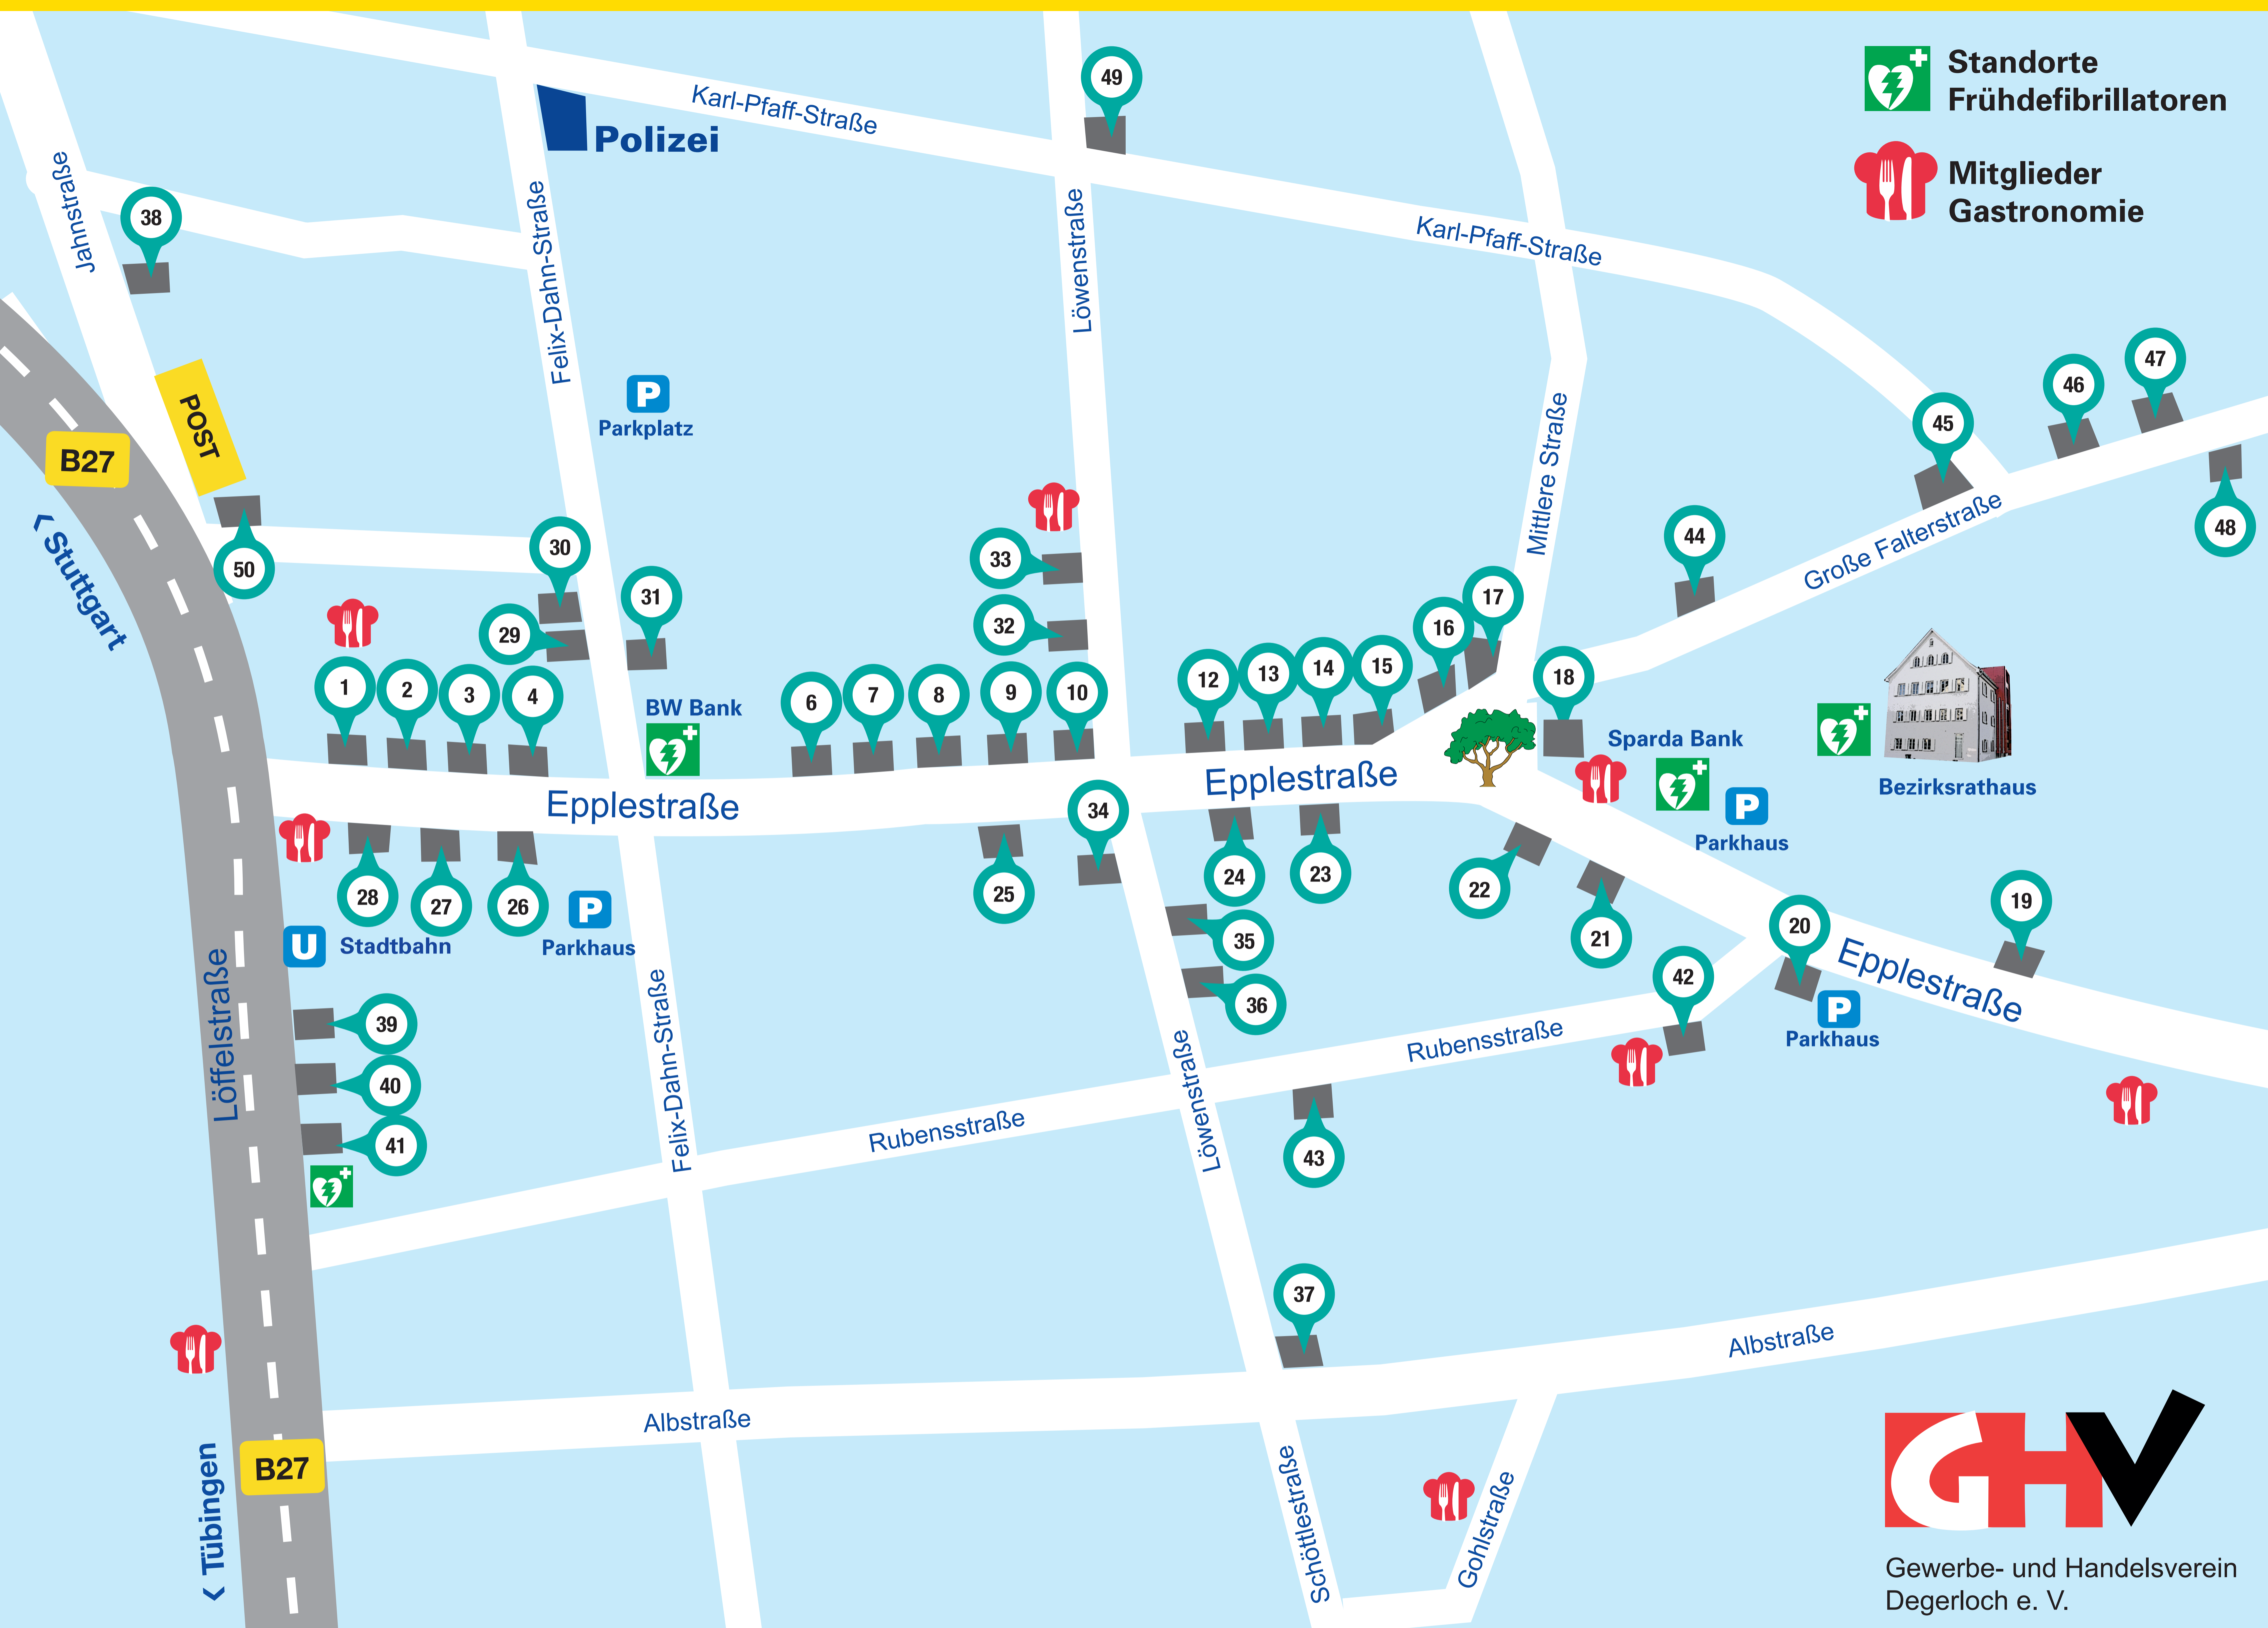 Standorte
Frühdefibrillatoren
Mitglieder
Gastronomie
49
Karl-Pfaff-Straße
Polizei
Jahnstraße
38
Felix-Dahn-Straße
Löwenstraße
Karl-Pfaff-Straße
47
46
45
48
P
Parkplatz
POST
B27
< Stuttgart
50
30
29
31
33
32
Mittlere Straße
44
Große Falterstraße
16
17
18
1
2
3
4
BW Bank
6
7
8
9
10
12
13
14
15
Sparda Bank
P
Parkhaus
Bezirksrathaus
Epplestraße
Epplestraße
34
28
27
26
P
Parkhaus
25
24
23
22
21
20
19
U
Stadtbahn
35
36
42
Epplestraße
P
Parkhaus
Löffelstraße
39
40
41
Felix-Dahn-Straße
Rubensstraße
Rubensstraße
Löwenstraße
43
37
Albstraße
Albstraße
B27
< Tübingen
Schöttlestraße
Gohlstraße
GHV
Gewerbe- und Handelsverein
Degerloch e. V.